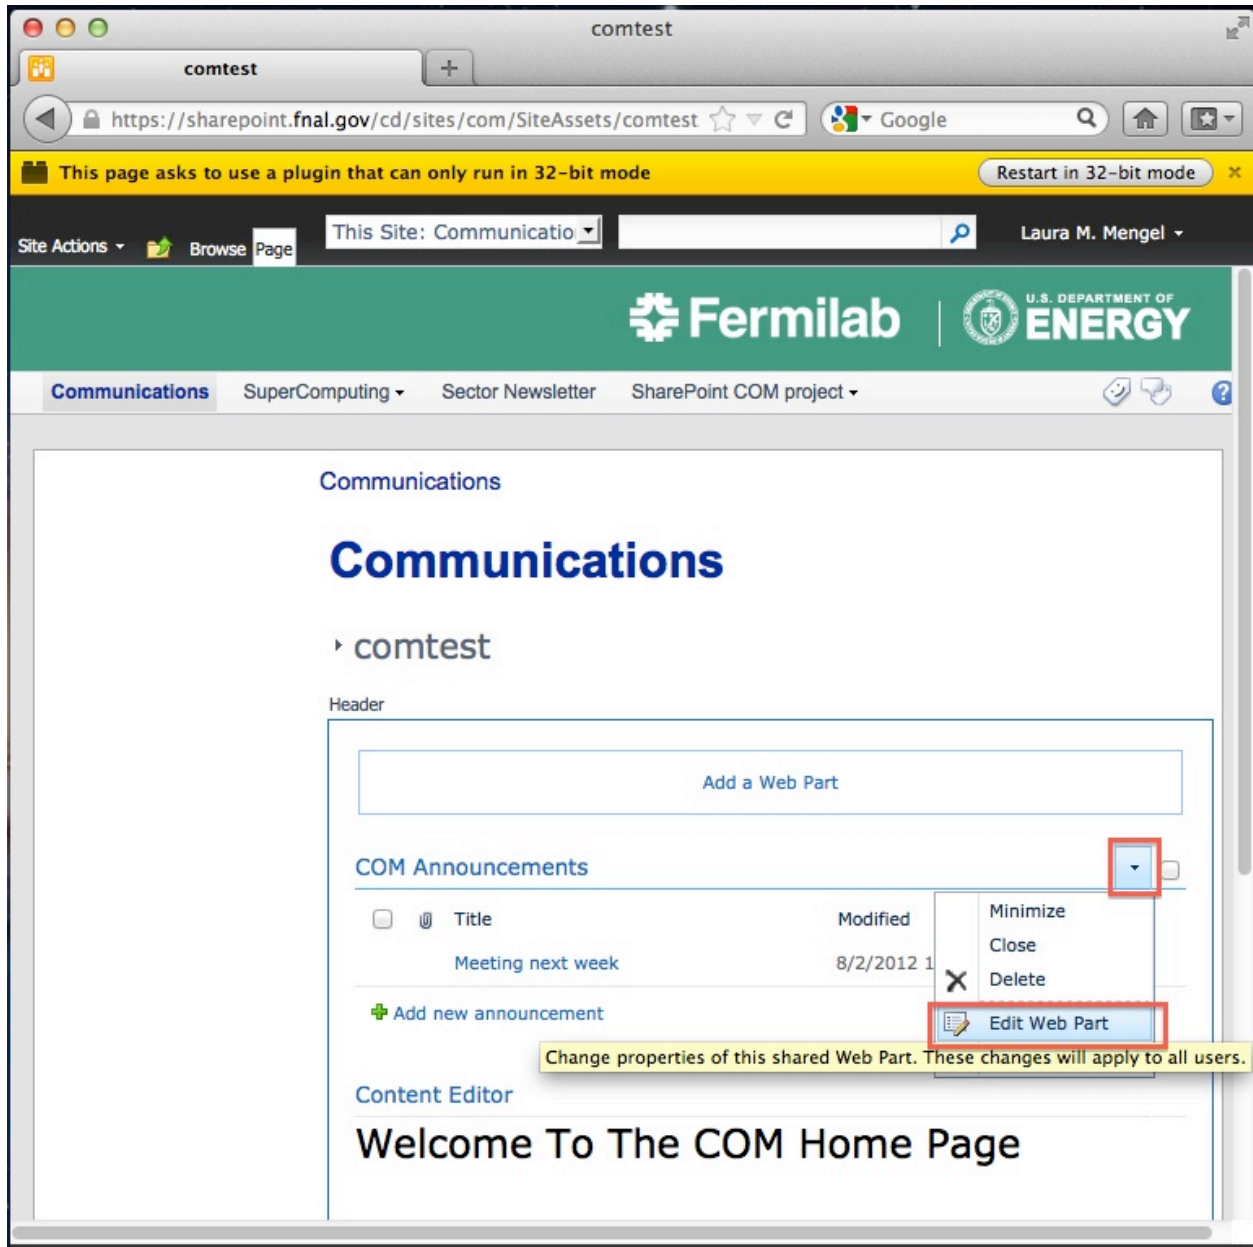 comtest
comtest
https://sharepoint.fnal.gov/cd/sites/com/SiteAssets/comtest
Google
This page asks to use a plugin that can only run in 32-bit mode
Restart in 32-bit mode
Site Actions
Browse
Page
This Site: Communicatio
Laura M. Mengel
Fermilab
U.S. DEPARTMENT OF
ENERGY
Communications
SuperComputing
Sector Newsletter
SharePoint COM project
Communications
Communications
comtest
Header
Add a Web Part
COM Announcements
Title
Modified
Meeting next week
8/2/2012 1
Add new announcement
Minimize
Close
Delete
Edit Web Part
Change properties of this shared Web Part. These changes will apply to all users.
Content Editor
Welcome To The COM Home Page